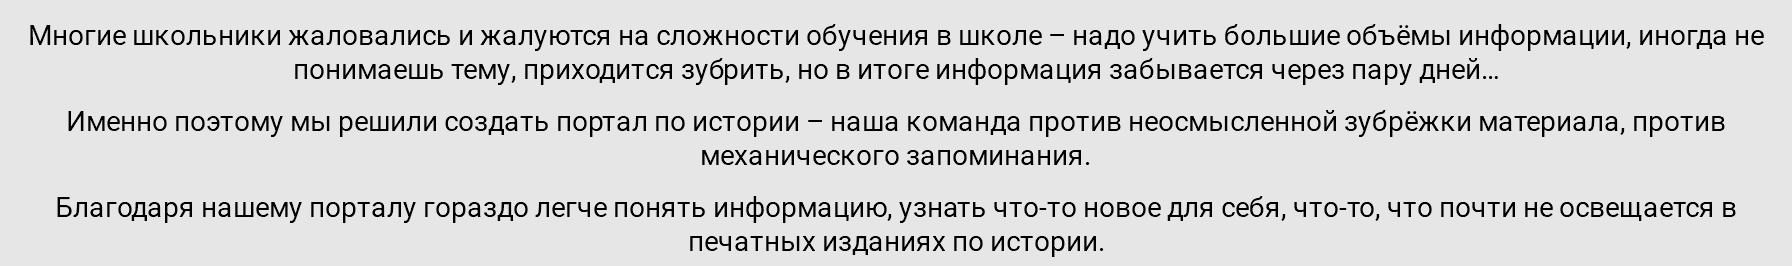 Многие школьники жаловались и жалуются на сложности обучения в школе – надо учить большие объёмы информации, иногда не
понимаешь тему, приходится зубрить, но в итоге информация забывается через пару дней…
Именно поэтому мы решили создать портал по истории – наша команда против неосмысленной зубрёжки материала, против
механического запоминания.
Благодаря нашему порталу гораздо легче понять информацию, узнать что-то новое для себя, что-то, что почти не освещается в
печатных изданиях по истории.